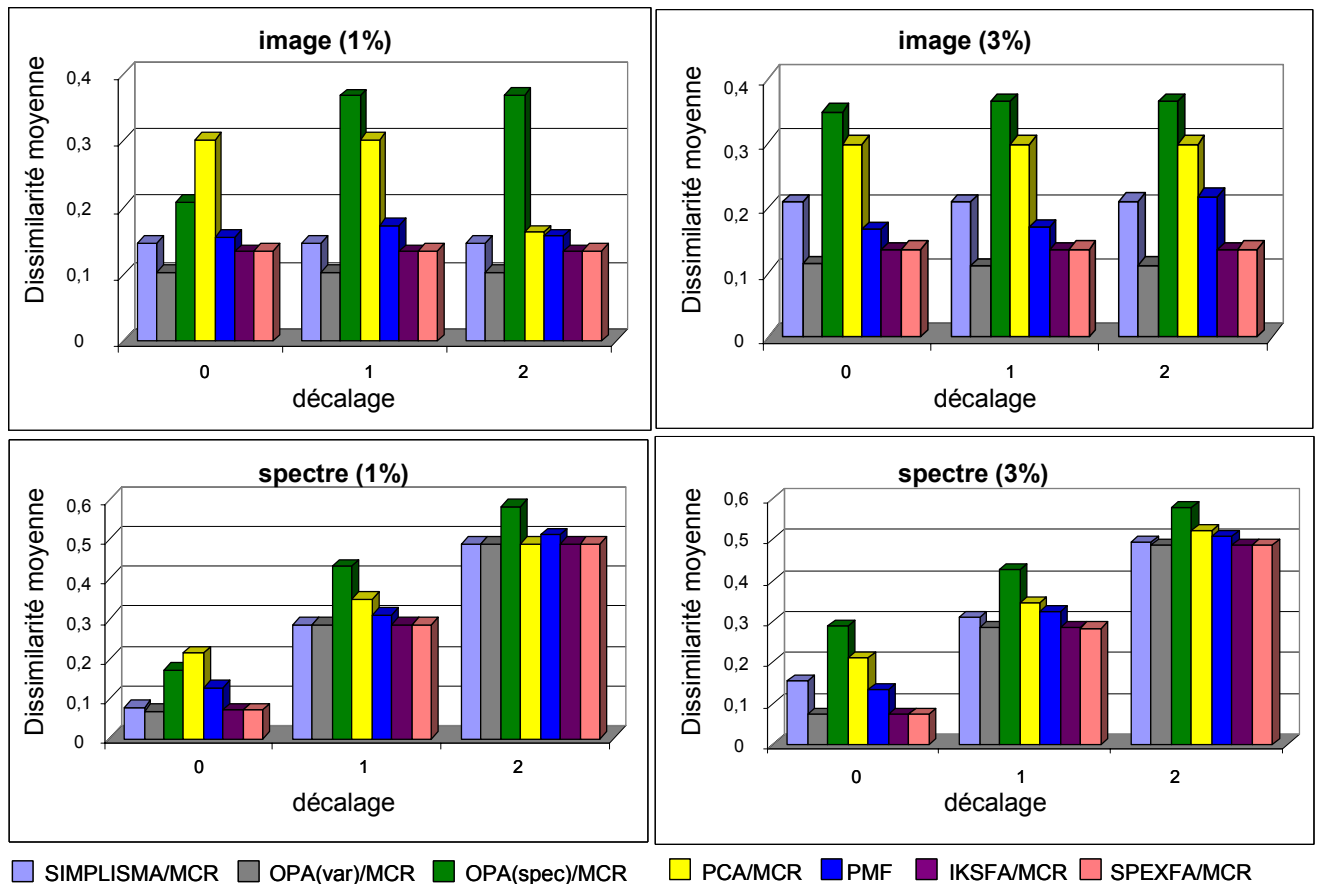 image (1%)
Dissimilarité moyenne
0,4
0,3
0,2
0,1
0
0 1 2
décalage
image (3%)
Dissimilarité moyenne
0,4
0,3
0,2
0,1
0
0 1 2
décalage
spectre (1%)
Dissimilarité moyenne
0,6
0,5
0,4
0,3
0,2
0,1
0
0 1 2
décalage
spectre (3%)
Dissimilarité moyenne
0,6
0,5
0,4
0,3
0,2
0,1
0
0 1 2
décalage
SIMPLISMA/MCR OPA(var)/MCR OPA(spec)/MCR PCA/MCR PMF IKSFA/MCR SPEXFA/MCR